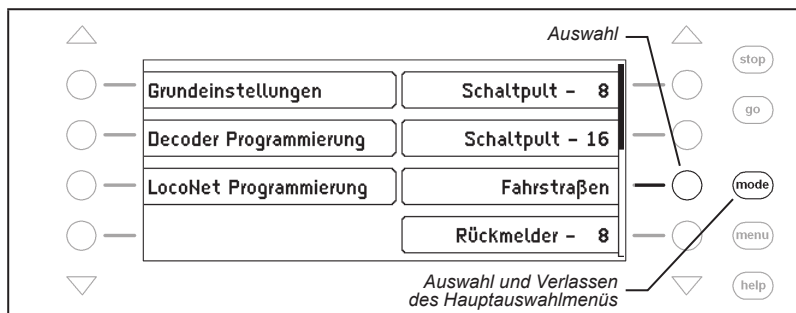 Auswahl
stop
Grundeinstellungen
Schaltpult – 8
go
Decoder Programmierung
Schaltpult – 16
LocoNet Programmierung
Fahrstraßen
mode
Rückmelder – 8
menu
Auswahl und Verlassen
des Hauptauswahlmenüs
help